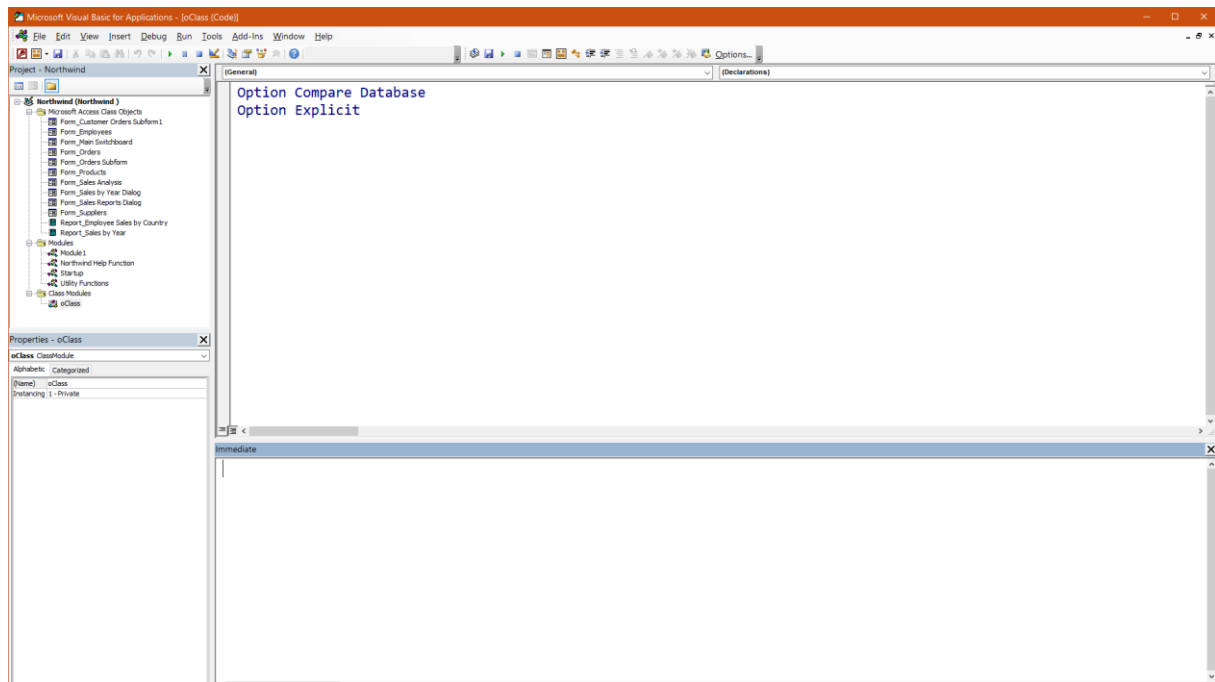 Microsoft Visual Basic for Applications - [oClass (Code)]
File Edit View Insert Debug Run Tools Add-Ins Window Help
Options...
Project - Northwind
Northwind (Northwind )
Microsoft Access Class Objects
Form_Customer Orders Subform1
Form_Employees
Form_Main Switchboard
Form_Orders
Form_Orders Subform
Form_Products
Form_Sales Analysis
Form_Sales by Year Dialog
Form_Sales Reports Dialog
Form_Suppliers
Report_Employee Sales by Country
Report_Sales by Year
Modules
Module1
Northwind Help Function
Startup
Utility Functions
Class Modules
oClass
Properties - oClass
oClass ClassModule
Alphabetic Categorized
(Name) oClass
Instancing 1 - Private
(General) (Declarations)
Option Compare Database
Option Explicit
Immediate